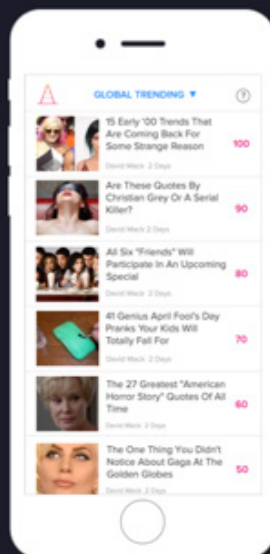 GLOBAL TRENDING ▼
?
15 Early '00 Trends That
Are Coming Back For
Some Strange Reason
100
David Mack 2 Days
Are These Quotes By
Christian Grey Or A Serial
Killer?
90
David Mack 2 Days
All Six "Friends" Will
Participate In An Upcoming
Special
80
David Mack 2 Days
41 Genius April Fool's Day
Pranks Your Kids Will
Totally Fall For
70
David Mack 2 Days
The 27 Greatest "American
Horror Story" Quotes Of All
Time
60
David Mack 2 Days
The One Thing You Didn't
Notice About Gaga At The
Golden Globes
50
David Mack 2 Days